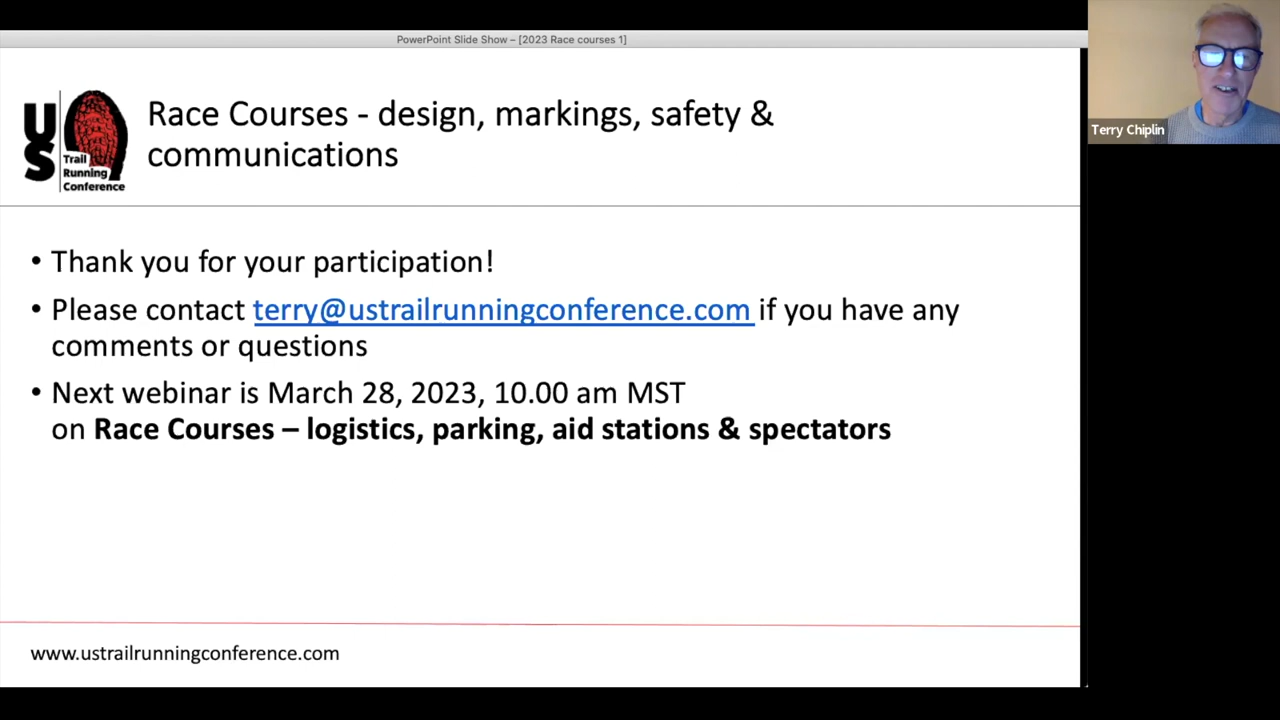 PowerPoint Slide Show – [2023 Race courses 1]
US
Trail
Running
Conference
Race Courses - design, markings, safety &
communications
Terry Chiplin
• Thank you for your participation!
• Please contact terry@ustrailrunningconference.com if you have any
comments or questions
• Next webinar is March 28, 2023, 10.00 am MST
on Race Courses – logistics, parking, aid stations & spectators
www.ustrailrunningconference.com